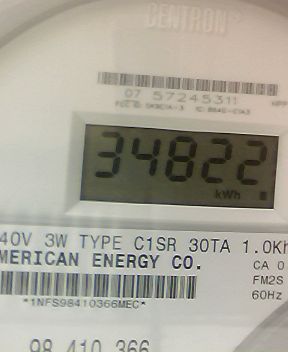 CENTRON
07 57245311
34822
kWh
40V 3W TYPE C1SR 30TA 1.0Kh
MERICAN ENERGY CO.
CA 0
FM2S
*1NFS98410366MEC*
60Hz
98 410 366